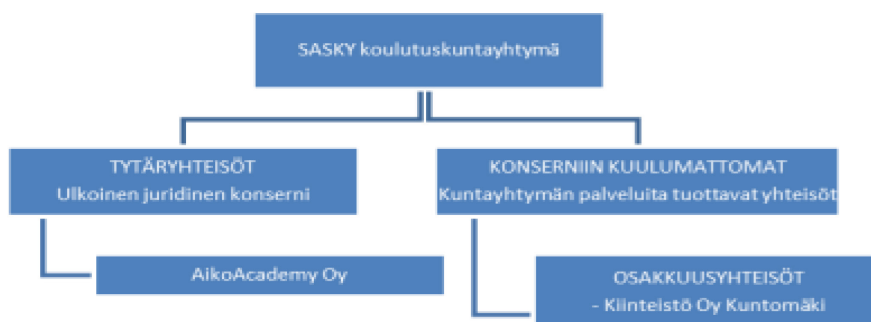 SASKY koulutuskuntayhtymä
TYTÄRYHTEISÖT
Ulkoinen juridinen konserni
KONSERNIIN KUULUMATTOMAT
Kuntayhtymän palveluita tuottavat yhteisöt
AikoAcademy Oy
OSAKKUUSYHTEISÖT
- Kiinteistö Oy Kuntomäki